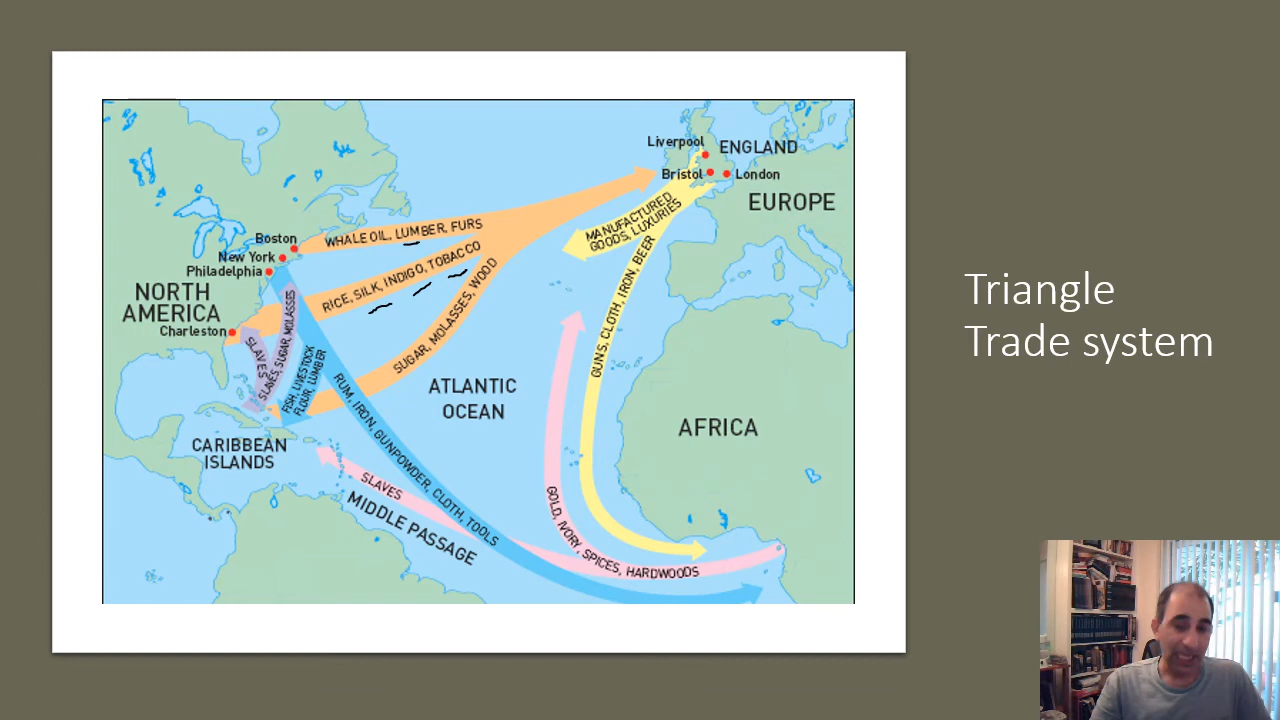 Triangle
Trade system
Liverpool
ENGLAND
Bristol
London
EUROPE
MANUFACTURED
GOODS, LUXURIES
WHALE OIL, LUMBER, FURS
Boston
New York
Philadelphia
RICE, SILK, INDIGO, TOBACCO
NORTH
AMERICA
Charleston
SUGAR, MOLASSES, WOOD
GUNS, CLOTH, IRON, BEER
SLAVES
SLAVES, SUGAR, MOLASSES
FISH, LIVESTOCK
FLOUR, LUMBER
RUM, IRON, GUNPOWDER, CLOTH, TOOLS
ATLANTIC
OCEAN
AFRICA
CARIBBEAN
ISLANDS
SLAVES
MIDDLE PASSAGE
GOLD, IVORY, SPICES, HARDWOODS